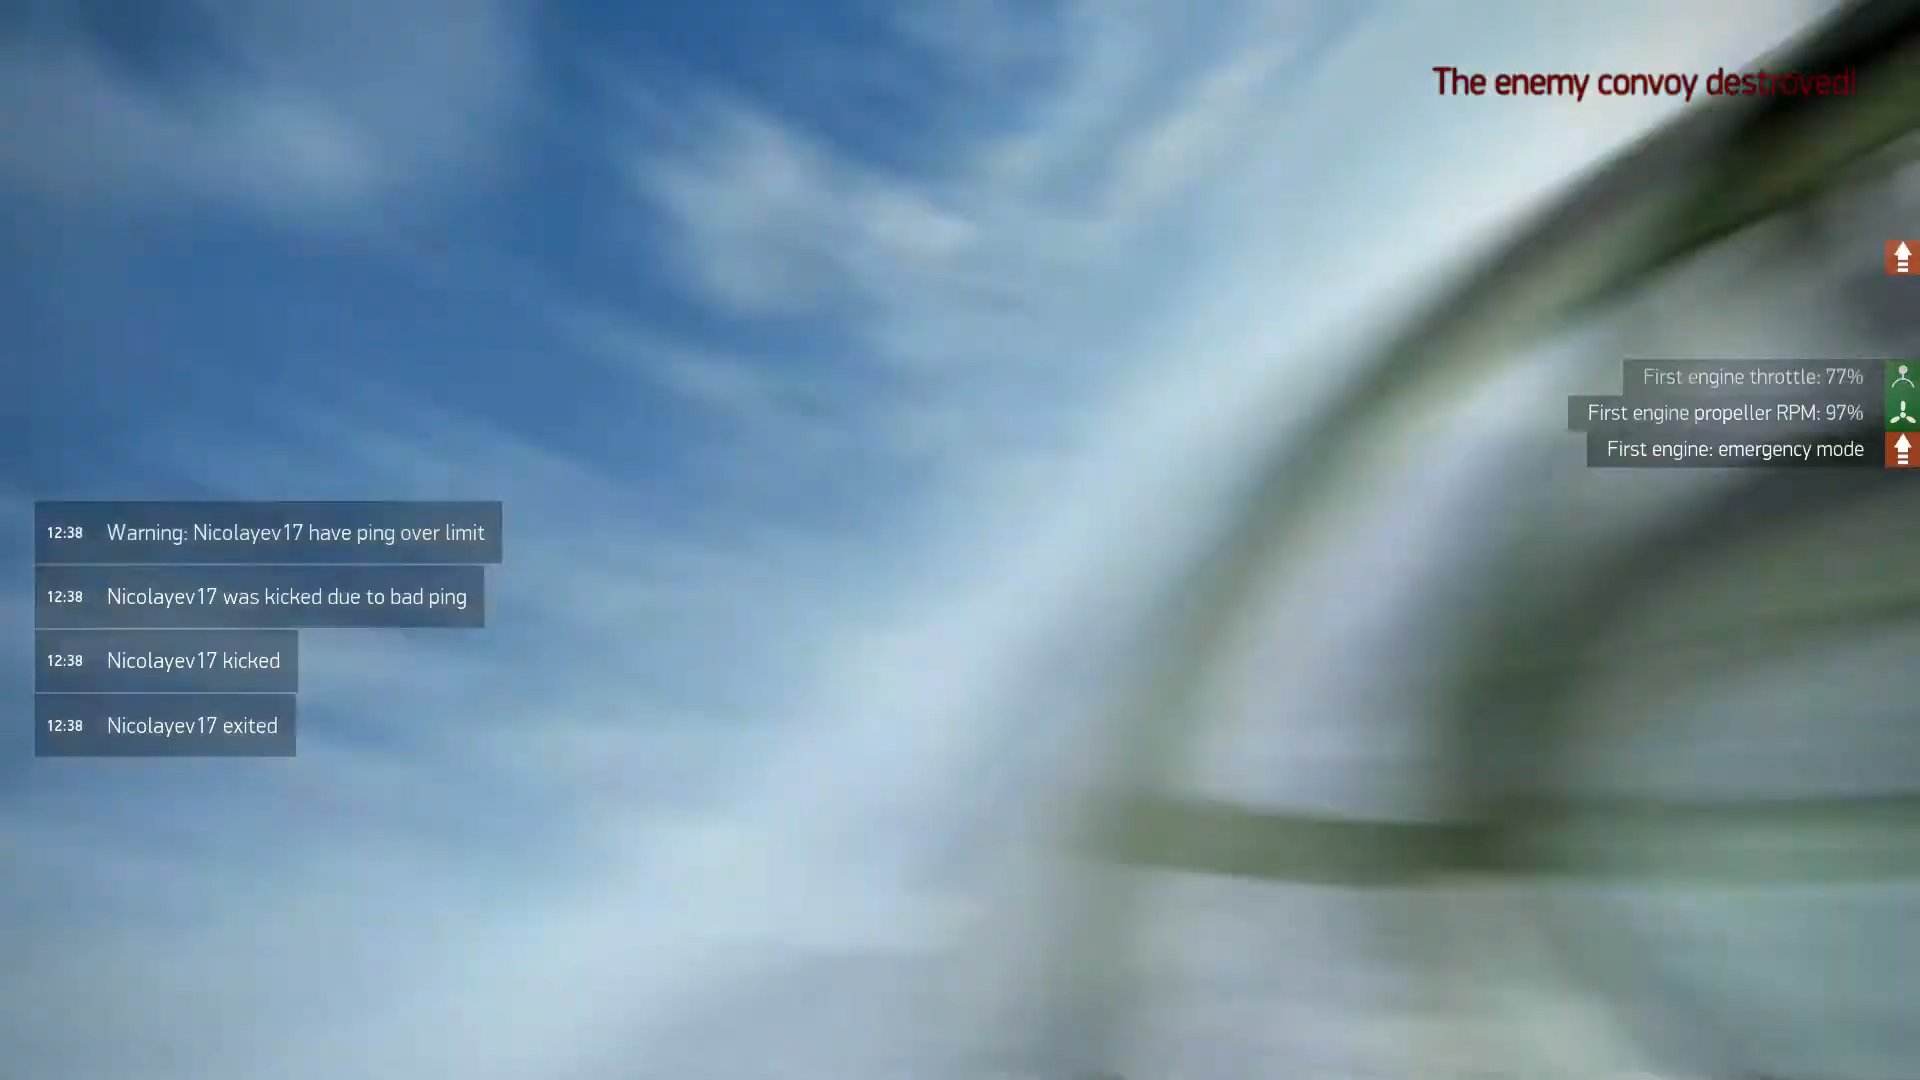 The enemy convoy destroyed!
First engine throttle: 77%
First engine propeller RPM: 97%
First engine: emergency mode
12:38 Warning: Nicolayev17 have ping over limit
12:38 Nicolayev17 was kicked due to bad ping
12:38 Nicolayev17 kicked
12:38 Nicolayev17 exited